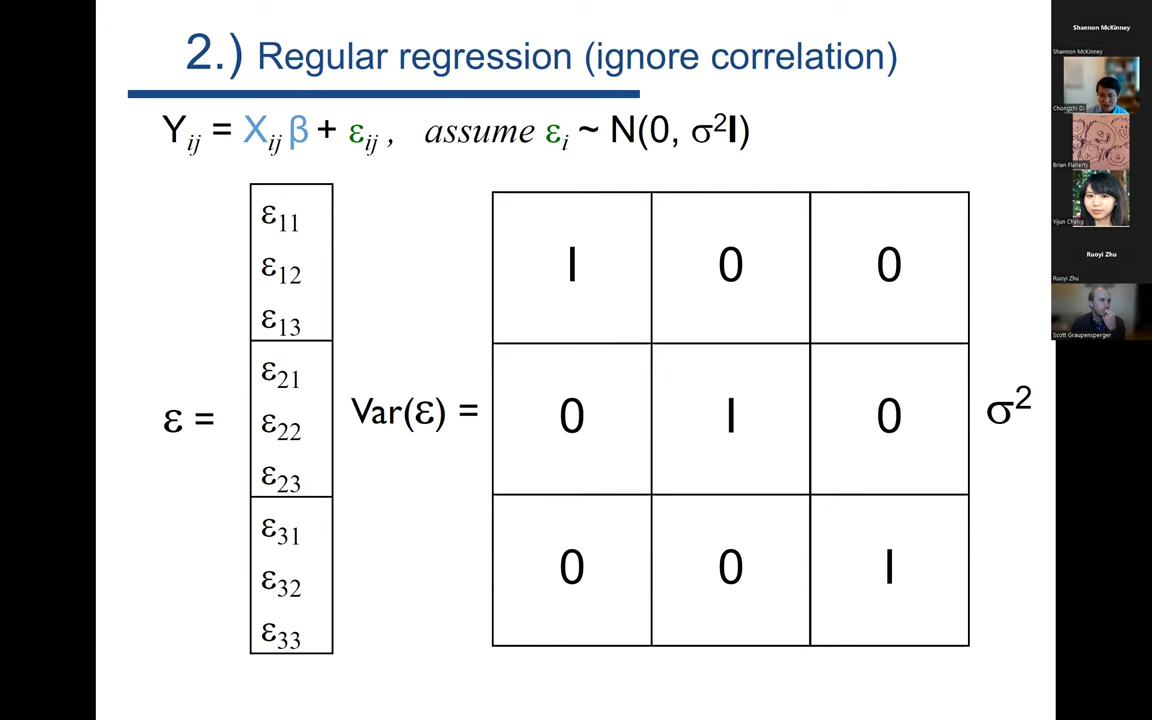 2.) Regular regression (ignore correlation)
Yij = Xij β + εij , assume εi ~ N(0, σ²I)
ε11
ε12
ε13
ε21
ε22
ε23
ε31
ε32
ε33
ε =
Var(ε) =
I 0 0
0 I 0
0 0 I
σ²
Shannon McKinney
Shannon McKinney
Chongzhi Di
Brian Flaherty
Yijun Cheng
Ruoyi Zhu
Ruoyi Zhu
Scott Graupensperger